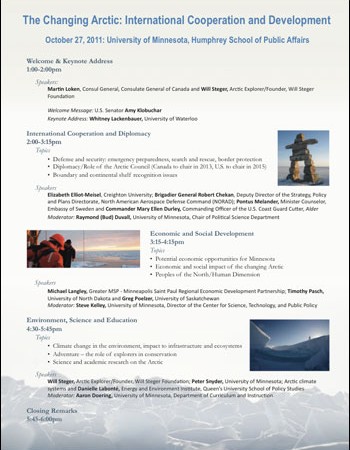 The Changing Arctic: International Cooperation and Development
October 27, 2011: University of Minnesota, Humphrey School of Public Affairs
Welcome & Keynote Address
1:00-2:00pm
Speakers:
Martin Loken, Consul General, Consulate General of Canada and Will Steger, Arctic Explorer/Founder, Will Steger
Foundation
Welcome Message: U.S. Senator Amy Klobuchar
Keynote Address: Whitney Lackenbauer, University of Waterloo
International Cooperation and Diplomacy
2:00-3:15pm
Topics
• Defense and security: emergency preparedness, search and rescue, border protection
• Diplomacy/Role of the Arctic Council (Canada to chair in 2013, U.S. to chair in 2015)
• Boundary and continental shelf recognition issues
Speakers
Elizabeth Elliot-Meisel, Creighton University; Brigadier General Robert Chekan, Deputy Director of the Strategy, Policy
and Plans Directorate, North American Aerospace Defense Command (NORAD); Pontus Melander, Minister Counselor,
Embassy of Sweden and Commander Mary Ellen Durley, Commanding Officer of the U.S. Coast Guard Cutter, Alder
Moderator: Raymond (Bud) Duvall, University of Minnesota, Chair of Political Science Department
Economic and Social Development
3:15-4:15pm
Topics
• Potential economic opportunities for Minnesota
• Economic and social impact of the changing Arctic
• Peoples of the North/Human Dimension
Speakers
Michael Langley, Greater MSP - Minneapolis Saint Paul Regional Economic Development Partnership; Timothy Pasch,
University of North Dakota and Greg Poelzer, University of Saskatchewan
Moderator: Steve Kelley, University of Minnesota, Director of the Center for Science, Technology, and Public Policy
Environment, Science and Education
4:30-5:45pm
Topics
• Climate change in the environment, impact to infrastructure and ecosystems
• Adventure – the role of explorers in conservation
• Science and academic research on the Arctic
Speakers
Will Steger, Arctic Explorer/Founder, Will Steger Foundation; Peter Snyder, University of Minnesota; Arctic climate
systems and Danielle Labonté, Energy and Environment Institute, Queen's University School of Policy Studies
Moderator: Aaron Doering, University of Minnesota, Department of Curriculum and Instruction
Closing Remarks
5:45-6:00pm